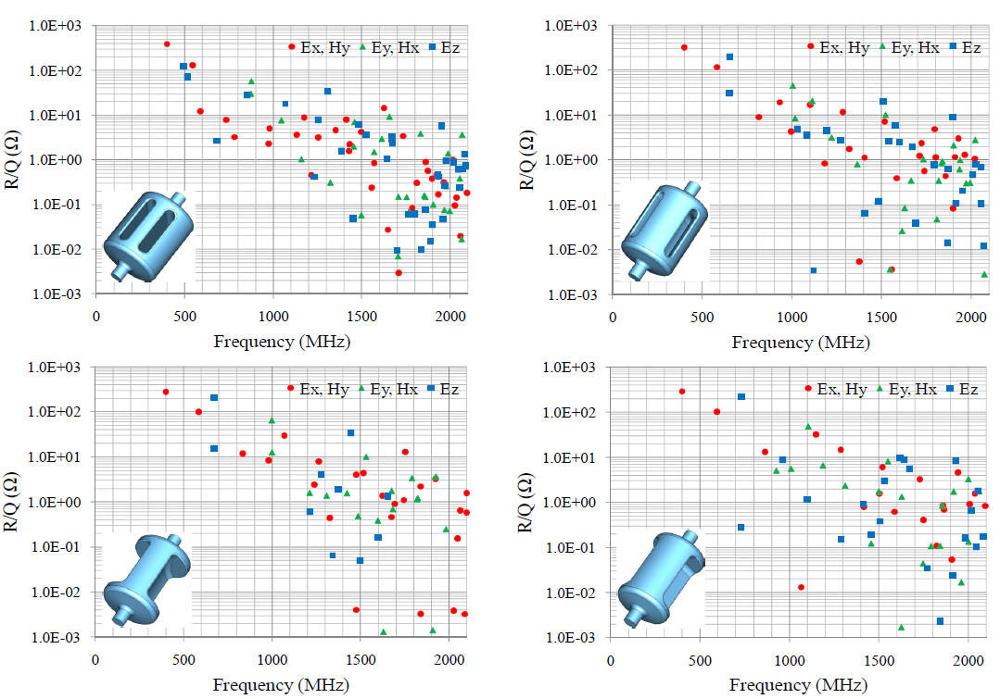 1.0E+03
1.0E+02
1.0E+01
1.0E+00
1.0E-01
1.0E-02
1.0E-03
R/Q (Ω)
Ex, Hy Ey, Hx Ez
0 500 1000 1500 2000
Frequency (MHz)
1.0E+03
1.0E+02
1.0E+01
1.0E+00
1.0E-01
1.0E-02
1.0E-03
R/Q (Ω)
Ex, Hy Ey, Hx Ez
0 500 1000 1500 2000
Frequency (MHz)
1.0E+03
1.0E+02
1.0E+01
1.0E+00
1.0E-01
1.0E-02
1.0E-03
R/Q (Ω)
Ex, Hy Ey, Hx Ez
0 500 1000 1500 2000
Frequency (MHz)
1.0E+03
1.0E+02
1.0E+01
1.0E+00
1.0E-01
1.0E-02
1.0E-03
R/Q (Ω)
Ex, Hy Ey, Hx Ez
0 500 1000 1500 2000
Frequency (MHz)